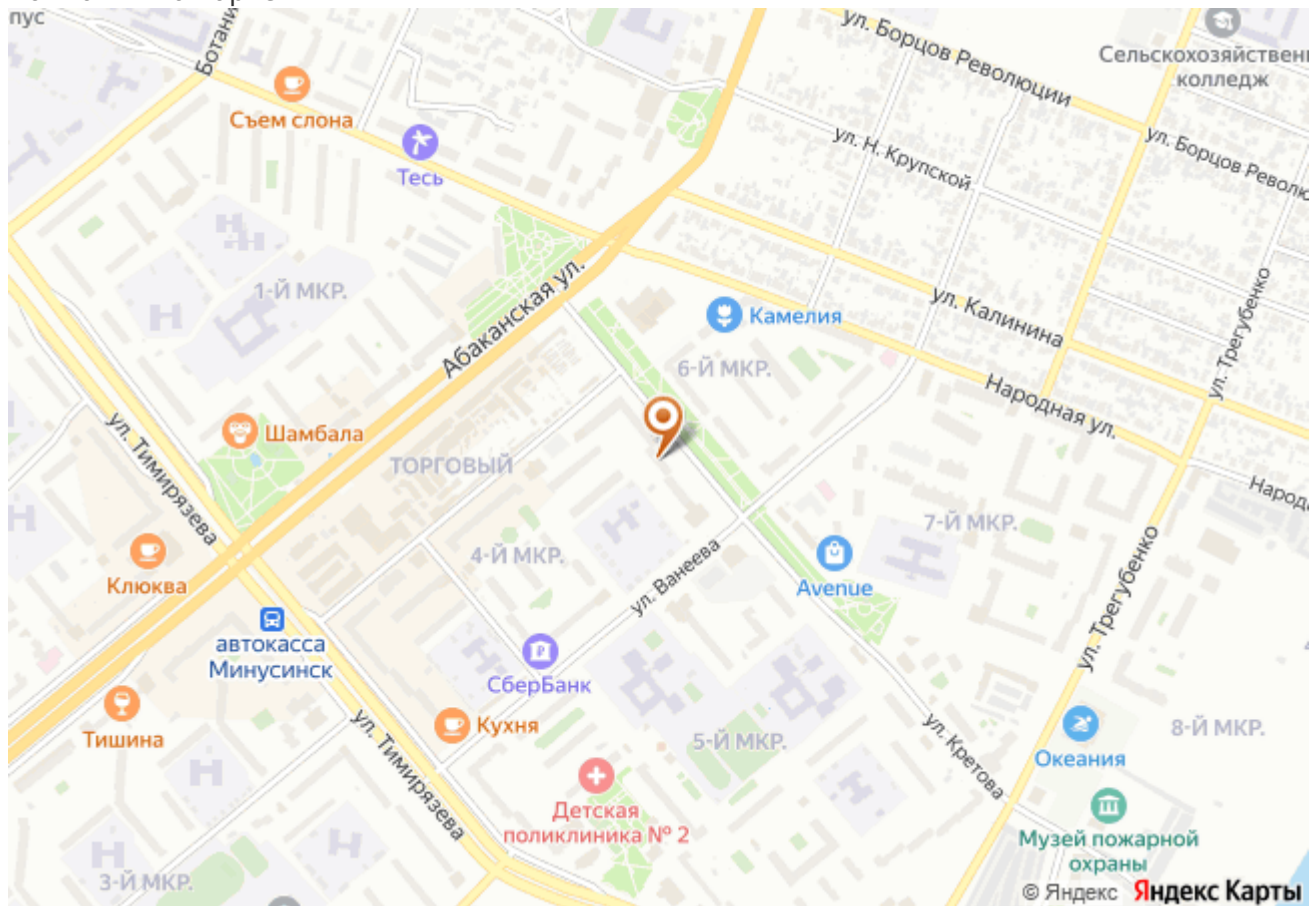 пус
Ботани
ул. Борцов Революции
Сельскохозяйствен
колледж
Съем слона
Тесь
ул. Н. Крупской
ул. Борцов Револю
1-Й МКР.
Абаканская ул.
Камелия
ул. Калинина
ул. Трегубенко
6-Й МКР.
Народная ул.
Шамбала
ТОРГОВЫЙ
ул. Тимирязева
Народ
7-Й МКР.
4-Й МКР.
Клюква
ул. Ванеева
Avenue
ул. Трегубенко
автокасса
Минусинск
СберБанк
Тишина
Кухня
ул. Тимирязева
5-Й МКР.
ул. Кретова
8-Й МКР.
Океания
Детская
поликлиника № 2
Музей пожарной
охраны
3-Й МКР.
© Яндекс Яндекс Карты